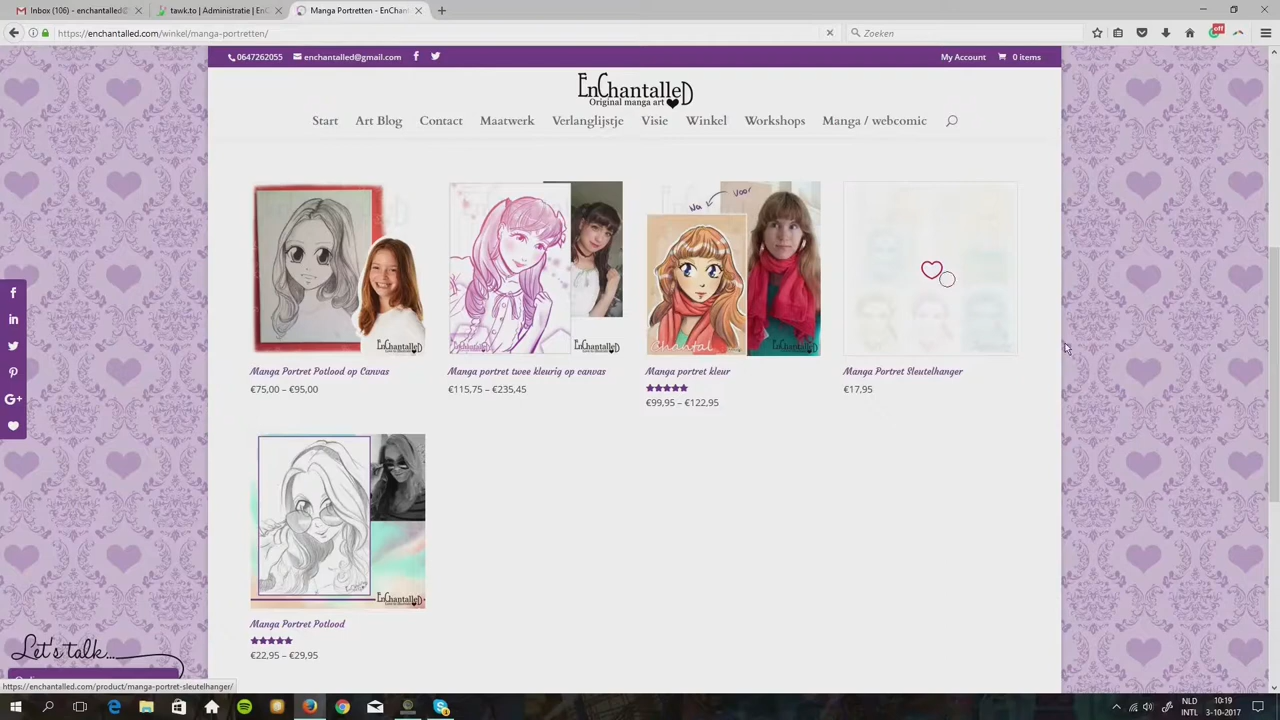 Inbox (106) - enchantalled@
tawk.to | Administratie | EnC
Manga Portretten - EnChan
https://enchantalled.com/winkel/manga-portretten/
Zoeken
off
0647262055
enchantalled@gmail.com
My Account
0 items
EnChantalleD
Original manga art
Start
Art Blog
Contact
Maatwerk
Verlanglijstje
Visie
Winkel
Workshops
Manga / webcomic
Na
Voor
Chantal
EnChantalleD
EnChantalleD
EnChantalleD
Manga Portret Potlood op Canvas
Manga portret twee kleurig op canvas
Manga portret kleur
Manga Portret Sleutelhanger
€75,00 – €95,00
€115,75 – €235,45
€99,95 – €122,95
€17,95
EnChantalleD
Manga Portret Potlood
€22,95 – €29,95
Let's talk...
https://enchantalled.com/product/manga-portret-sleutelhanger/
NLD
INTL
10:19
3-10-2017